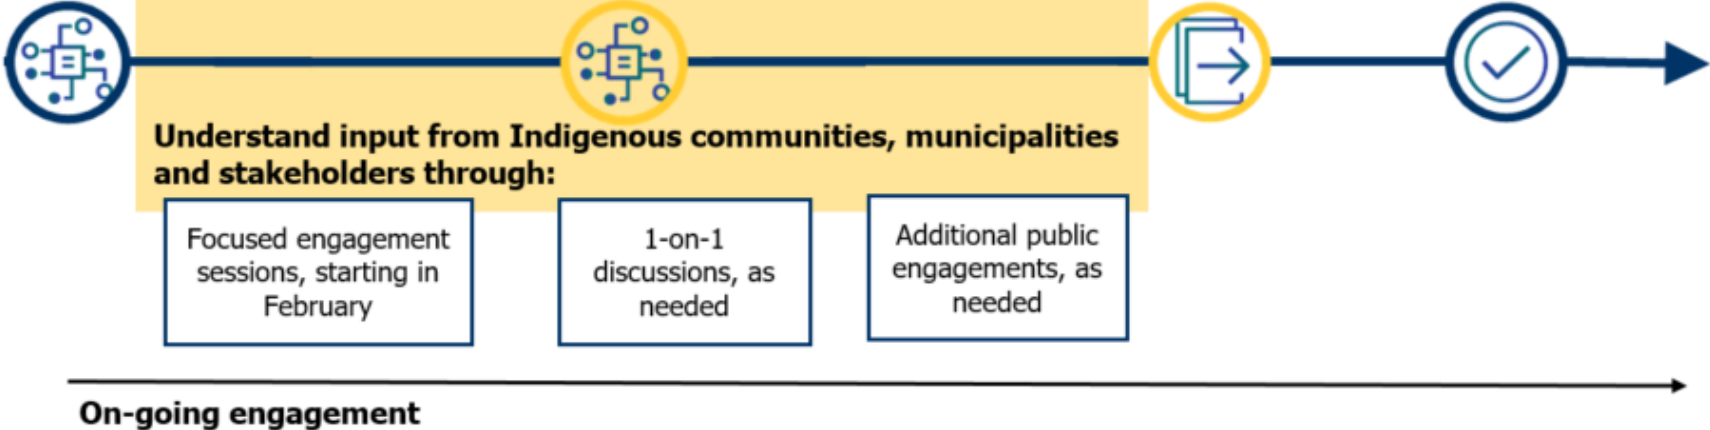 Understand input from Indigenous communities, municipalities
and stakeholders through:
Focused engagement
sessions, starting in
February
1-on-1
discussions, as
needed
Additional public
engagements, as
needed
On-going engagement